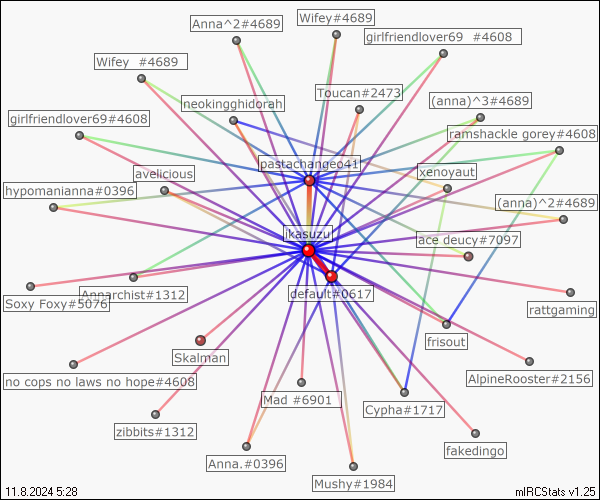 Wifey#4689
Anna^2#4689
girlfriendlover69 #4608
Wifey #4689
Toucan#2473
neokingghidorah
(anna)^3#4689
girlfriendlover69#4608
ramshackle gorey#4608
pastachange641
avelicious
xenoyaut
hypomanianna#0396
(anna)^2#4689
ikasuzu
ace deucy#7097
Annarchist#1312
default#0617
Soxy Foxy#5076
rattgaming
frisout
Skalman
AlpineRooster#2156
no cops no laws no hope#4608
Mad #6901
Cypha#1717
zibbits#1312
fakedingo
Anna.#0396
Mushy#1984
11.8.2024 5:28
mIRCStats v1.25